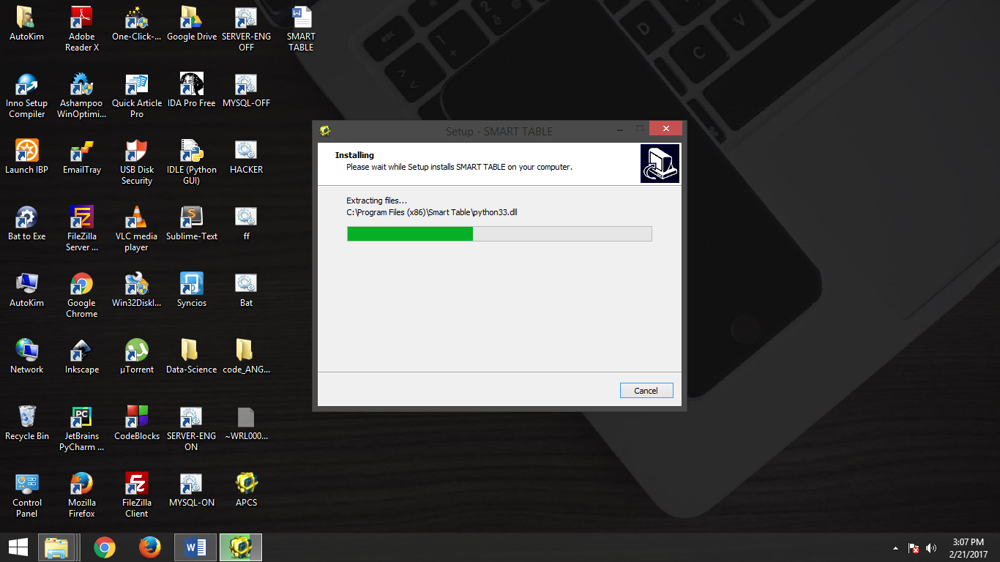 AutoKim
Adobe
Reader X
One-Click-...
Google Drive
SERVER-ENG
OFF
SMART
TABLE
Inno Setup
Compiler
Ashampoo
WinOptimi...
Quick Article
Pro
IDA Pro Free
MYSQL-OFF
Launch IBP
EmailTray
USB Disk
Security
IDLE (Python
GUI)
HACKER
Bat to Exe
FileZilla
Server ...
VLC media
player
Sublime-Text
ff
AutoKim
Google
Chrome
Win32DiskI...
Syncios
Bat
Network
Inkscape
µTorrent
Data-Science
code_ANG...
Recycle Bin
JetBrains
PyCharm ...
CodeBlocks
SERVER-ENG
ON
~WRL000...
Control
Panel
Mozilla
Firefox
FileZilla
Client
MYSQL-ON
APCS
Setup - SMART TABLE
Installing
Please wait while Setup installs SMART TABLE on your computer.
Extracting files...
C:\Program Files (x86)\Smart Table\python33.dll
Cancel
esc
1
2
D
C
V
3:07 PM
2/21/2017